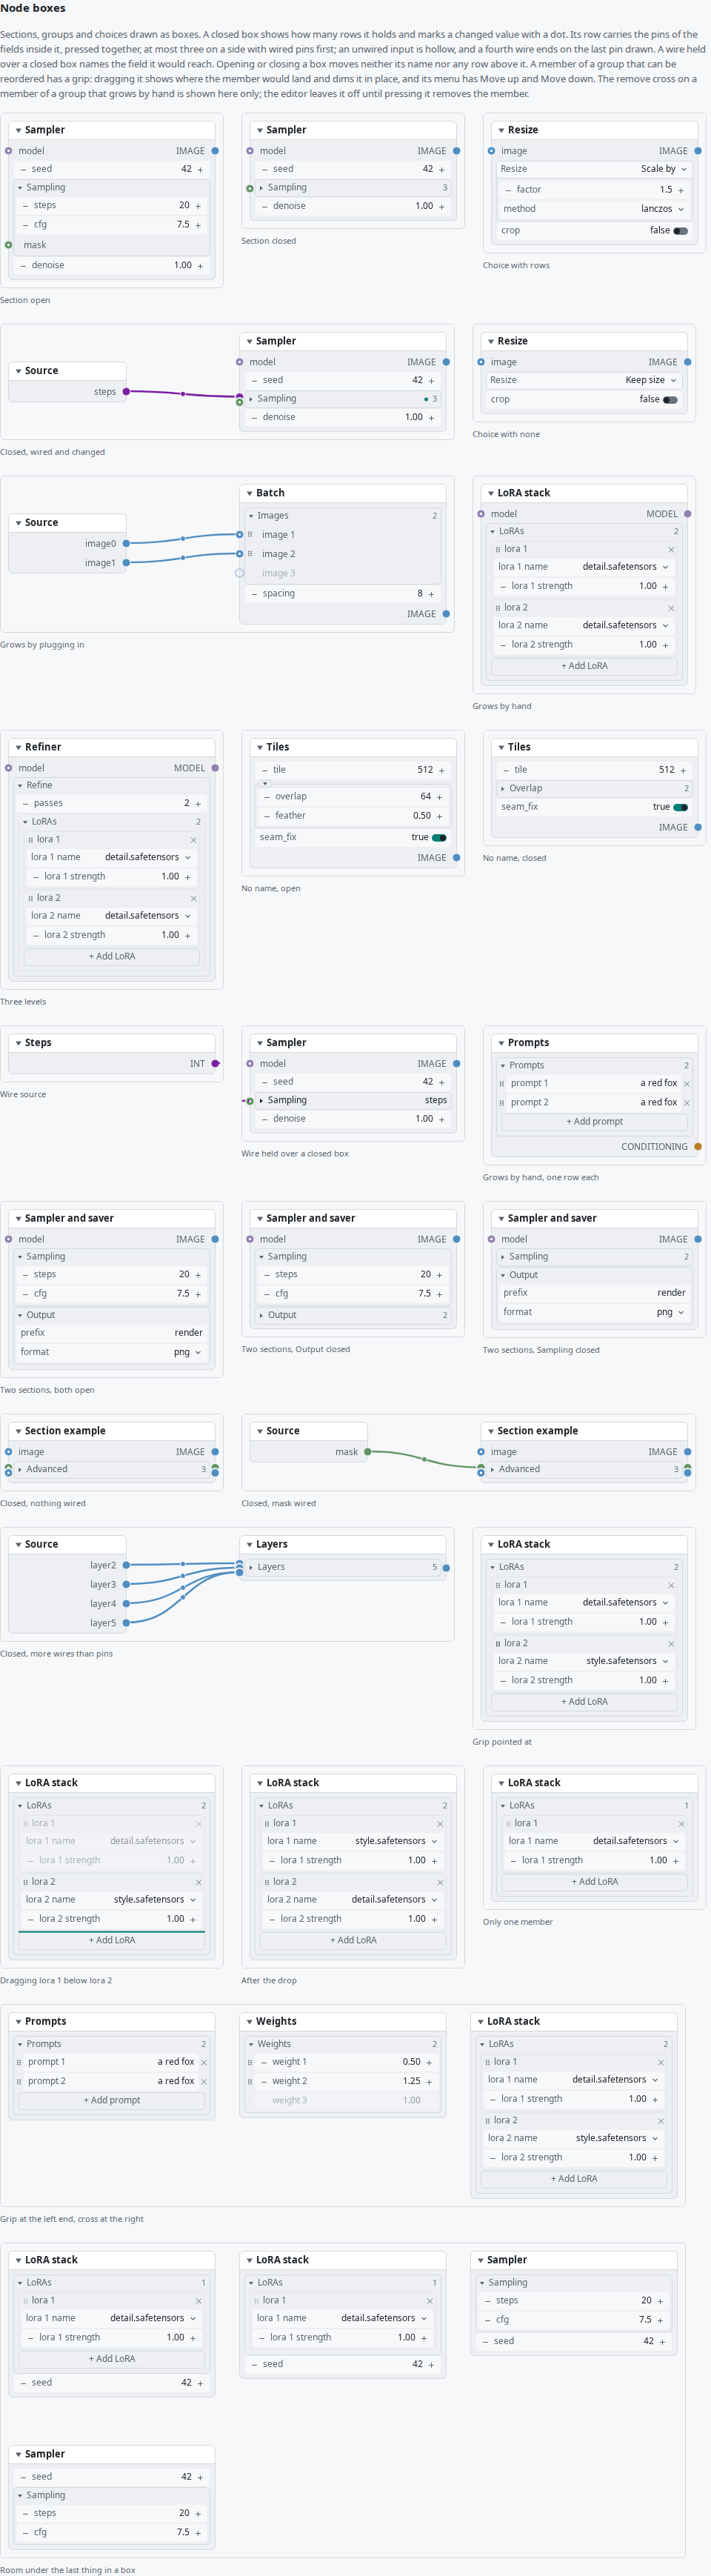 Node boxes
Sections, groups and choices drawn as boxes. A closed box shows how many rows it holds and marks a changed value with a dot. Its row carries the pins of the
fields inside it, pressed together, at most three on a side with wired pins first; an unwired input is hollow, and a fourth wire ends on the last pin drawn. A wire held
over a closed box names the field it would reach. Opening or closing a box moves neither its name nor any row above it. A member of a group that can be
reordered has a grip: dragging it shows where the member would land and dims it in place, and its menu has Move up and Move down. The remove cross on a
member of a group that grows by hand is shown here only; the editor leaves it off until pressing it removes the member.
Sampler
model IMAGE
seed 42
Sampling
steps 20
cfg 7.5
mask
denoise 1.00
Section open
Sampler
model IMAGE
seed 42
Sampling 3
denoise 1.00
Section closed
Resize
image IMAGE
Resize Scale by
factor 1.5
method lanczos
crop false
Choice with rows
Source
steps
Sampler
model IMAGE
seed 42
Sampling 3
denoise 1.00
Closed, wired and changed
Resize
image IMAGE
Resize Keep size
crop false
Choice with none
Source
image0
image1
Batch
Images 2
image 1
image 2
image 3
spacing 8
IMAGE
Grows by plugging in
LoRA stack
model MODEL
LoRAs 2
lora 1
lora 1 name detail.safetensors
lora 1 strength 1.00
lora 2
lora 2 name detail.safetensors
lora 2 strength 1.00
+ Add LoRA
Grows by hand
Refiner
model MODEL
Refine
passes 2
LoRAs 2
lora 1
lora 1 name detail.safetensors
lora 1 strength 1.00
lora 2
lora 2 name detail.safetensors
lora 2 strength 1.00
+ Add LoRA
Three levels
Tiles
tile 512
overlap 64
feather 0.50
seam_fix true
IMAGE
No name, open
Tiles
tile 512
Overlap 2
seam_fix true
IMAGE
No name, closed
Steps
INT
Wire source
Sampler
model IMAGE
seed 42
Sampling steps
denoise 1.00
Wire held over a closed box
Prompts
Prompts 2
prompt 1 a red fox
prompt 2 a red fox
+ Add prompt
CONDITIONING
Grows by hand, one row each
Sampler and saver
model IMAGE
Sampling
steps 20
cfg 7.5
Output
prefix render
format png
Two sections, both open
Sampler and saver
model IMAGE
Sampling
steps 20
cfg 7.5
Output 2
Two sections, Output closed
Sampler and saver
model IMAGE
Sampling 2
Output
prefix render
format png
Two sections, Sampling closed
Section example
image IMAGE
Advanced 3
Closed, nothing wired
Source
mask
Section example
image IMAGE
Advanced 3
Closed, mask wired
Source
layer2
layer3
layer4
layer5
Layers
Layers 5
Closed, more wires than pins
LoRA stack
LoRAs 2
lora 1
lora 1 name detail.safetensors
lora 1 strength 1.00
lora 2
lora 2 name style.safetensors
lora 2 strength 1.00
+ Add LoRA
Grip pointed at
LoRA stack
LoRAs 2
lora 1
lora 1 name detail.safetensors
lora 1 strength 1.00
lora 2
lora 2 name style.safetensors
lora 2 strength 1.00
+ Add LoRA
Dragging lora 1 below lora 2
LoRA stack
LoRAs 2
lora 1
lora 1 name style.safetensors
lora 1 strength 1.00
lora 2
lora 2 name detail.safetensors
lora 2 strength 1.00
+ Add LoRA
After the drop
LoRA stack
LoRAs 1
lora 1
lora 1 name detail.safetensors
lora 1 strength 1.00
+ Add LoRA
Only one member
Prompts
Prompts 2
prompt 1 a red fox
prompt 2 a red fox
+ Add prompt
Weights
Weights 2
weight 1 0.50
weight 2 1.25
weight 3 1.00
LoRA stack
LoRAs 2
lora 1
lora 1 name detail.safetensors
lora 1 strength 1.00
lora 2
lora 2 name style.safetensors
lora 2 strength 1.00
+ Add LoRA
Grip at the left end, cross at the right
LoRA stack
LoRAs 1
lora 1
lora 1 name detail.safetensors
lora 1 strength 1.00
+ Add LoRA
seed 42
LoRA stack
LoRAs 1
lora 1
lora 1 name detail.safetensors
lora 1 strength 1.00
seed 42
Sampler
Sampling
steps 20
cfg 7.5
seed 42
Sampler
seed 42
Sampling
steps 20
cfg 7.5
Room under the last thing in a box